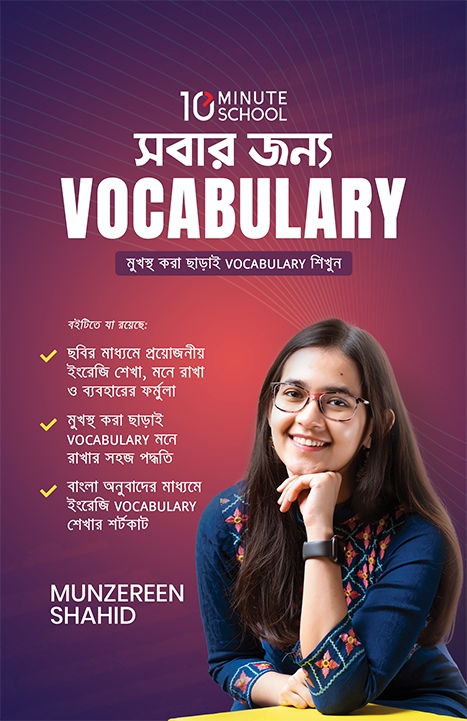 10 MINUTE SCHOOL
সবার জন্য
VOCABULARY
মুখস্থ করা ছাড়াই VOCABULARY শিখুন
বইটিতে যা রয়েছে:
ছবির মাধ্যমে প্রয়োজনীয়
ইংরেজি শেখা, মনে রাখা
ও ব্যবহারের ফর্মুলা
মুখস্থ করা ছাড়াই
VOCABULARY মনে
রাখার সহজ পদ্ধতি
বাংলা অনুবাদের মাধ্যমে
ইংরেজি VOCABULARY
শেখার শর্টকাট
MUNZEREEN
SHAHID